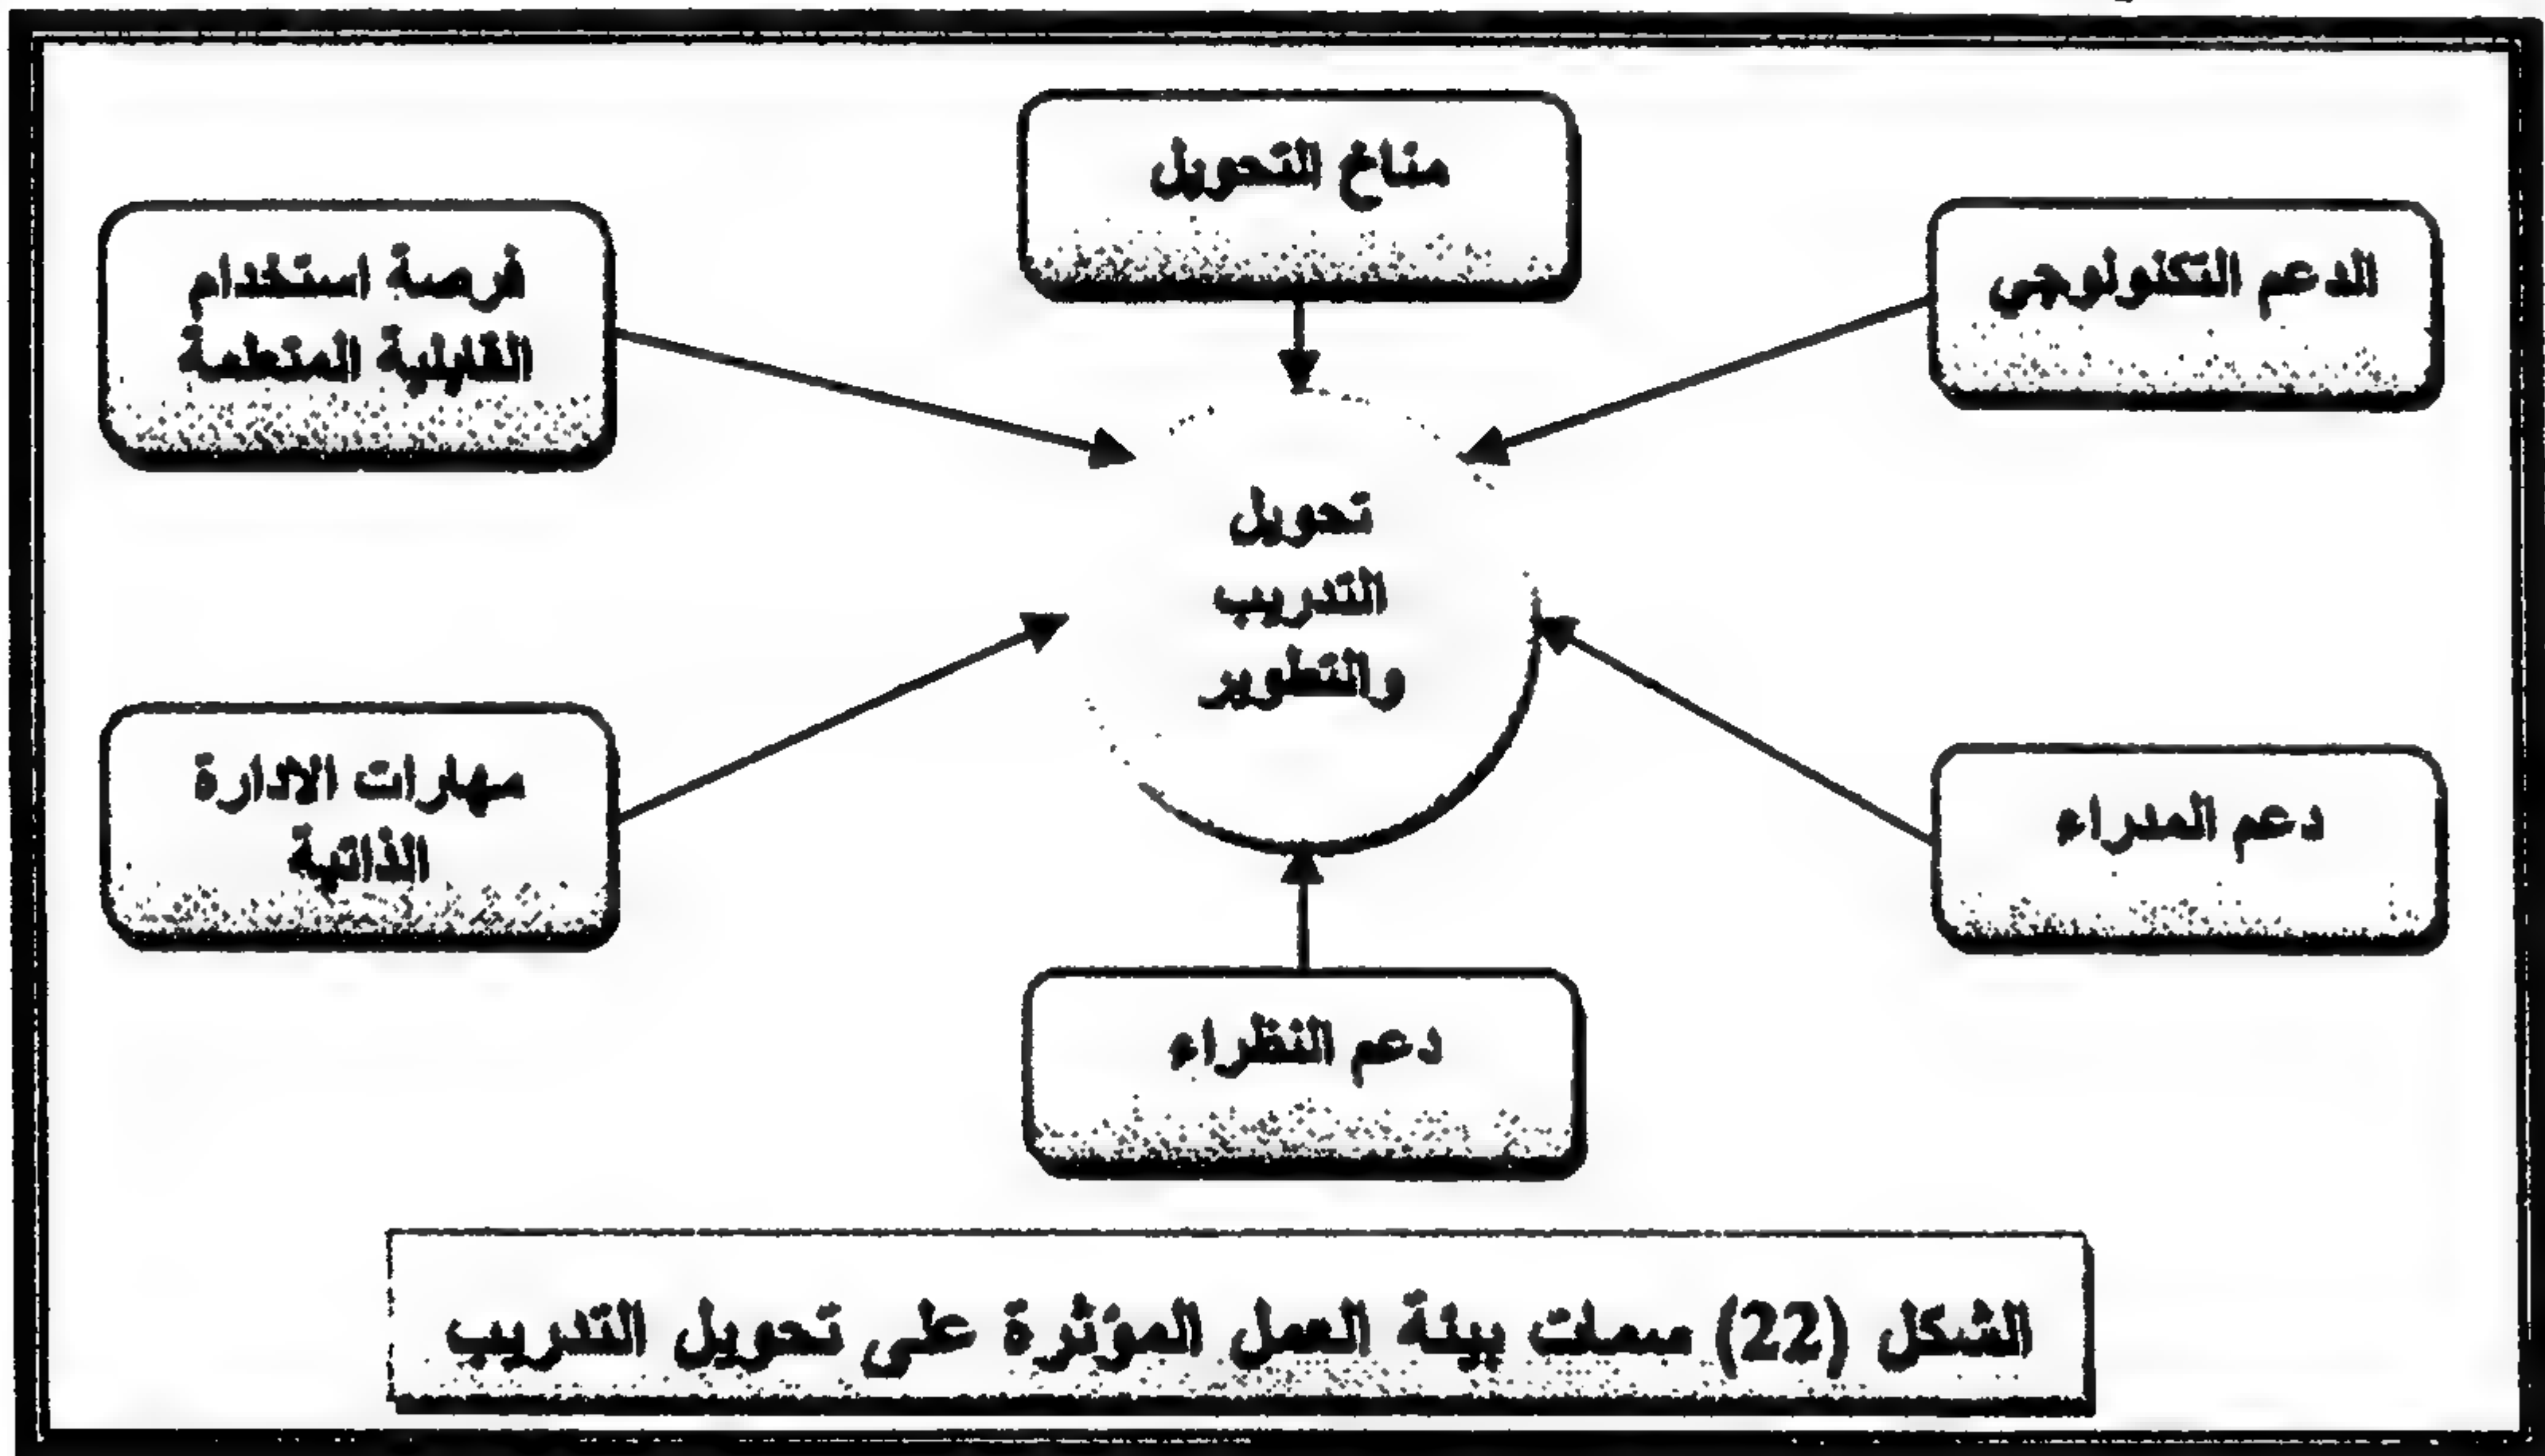 مناخ التحويل
الدعم التكنولوجي
فرصة استخدام
القابلية المتعلمة
تحويل
التدريب
والتطوير
دعم المدراء
مهارات الادارة
الذاتية
دعم النظراء
الشكل (22) سمات بيئة العمل المؤثرة على تحويل التدريب